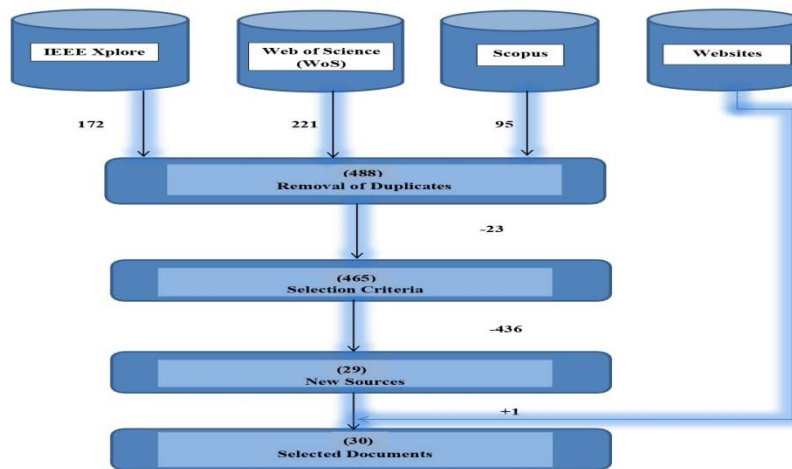 IEEE Xplore
Web of Science
(WoS)
Scopus
Websites
172
221
95
(488)
Removal of Duplicates
-23
(465)
Selection Criteria
-436
(29)
New Sources
+1
(30)
Selected Documents